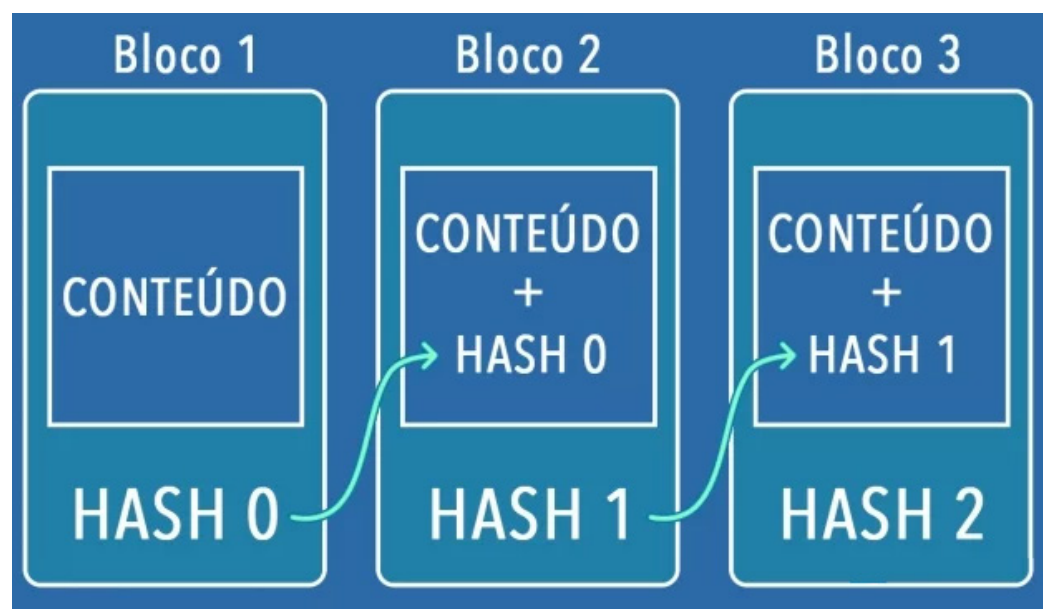 Bloco 1
CONTEÚDO
HASH 0
Bloco 2
CONTEÚDO
+
HASH 0
HASH 1
Bloco 3
CONTEÚDO
+
HASH 1
HASH 2